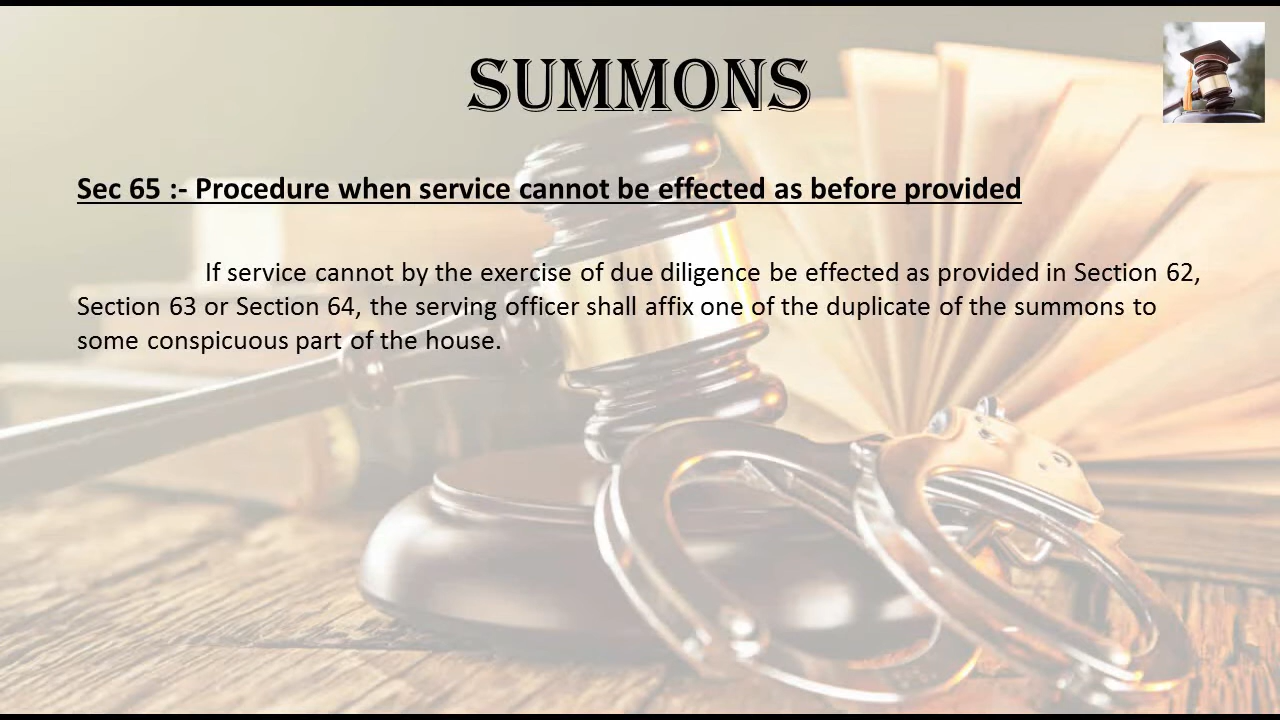 SUMMONS
Sec 65 :- Procedure when service cannot be effected as before provided
If service cannot by the exercise of due diligence be effected as provided in Section 62,
Section 63 or Section 64, the serving officer shall affix one of the duplicate of the summons to
some conspicuous part of the house.